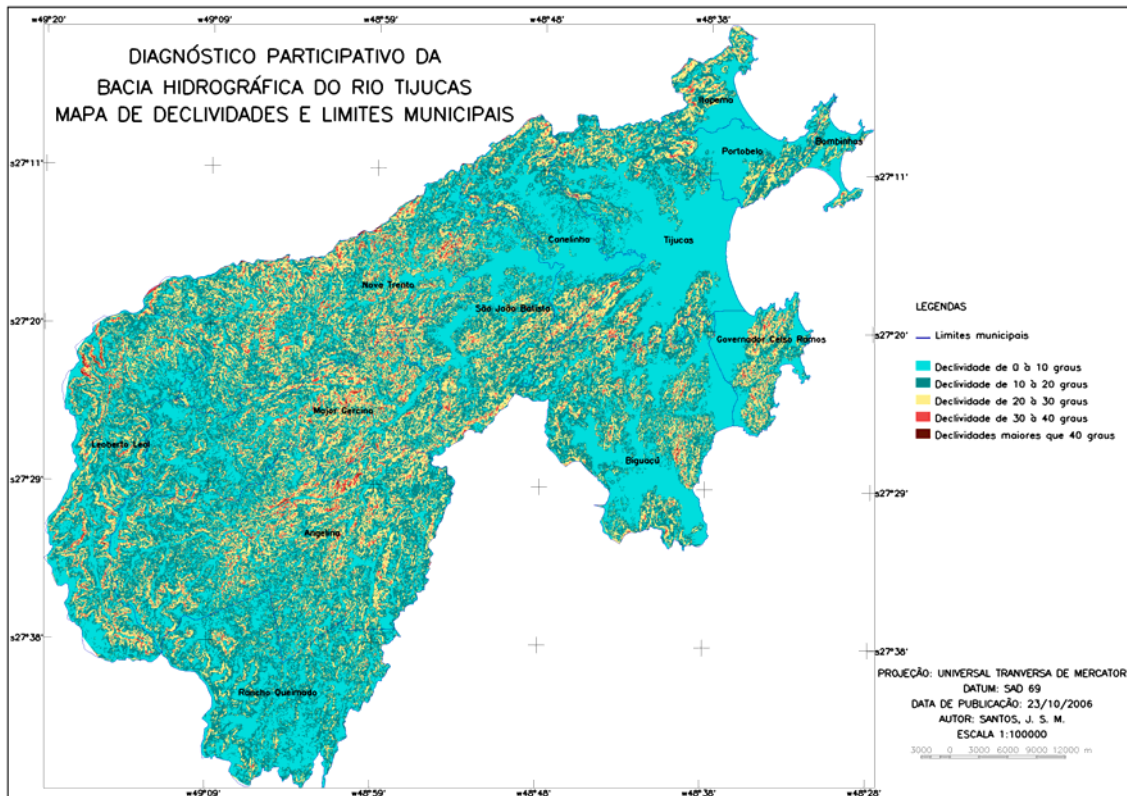 w49°20'
w49°09'
w48°48'
w48°38'
DIAGNÓSTICO PARTICIPATIVO DA
BACIA HIDROGRÁFICA DO RIO TIJUCAS
MAPA DE DECLIVIDADES E LIMITES MUNICIPAIS
Itapema
Bombinhas
Portobelo
s27°11'
s27°11'
Canelinha
Tijucas
Nova Trento
São João Batista
LEGENDAS
s27°20'
s27°20'
Governador Celso Ramos
Limites municipais
Declividade de 0 à 10 graus
Declividade de 10 à 20 graus
Declividade de 20 à 30 graus
Declividade de 30 à 40 graus
Declividades maiores que 40 graus
Major Gercino
Leoberto Leal
Biguaçú
s27°29'
s27°29'
Angelina
s27°38'
s27°38'
Rancho Queimado
PROJEÇÃO: UNIVERSAL TRANVERSA DE MERCATOR
DATUM: SAD 69
DATA DE PUBLICAÇÃO: 23/10/2006
AUTOR: SANTOS, J. S. M.
ESCALA 1:100000
3000 0 3000 6000 9000 12000 m
w49°09'
w48°59'
w48°48'
w48°38'
w48°28'